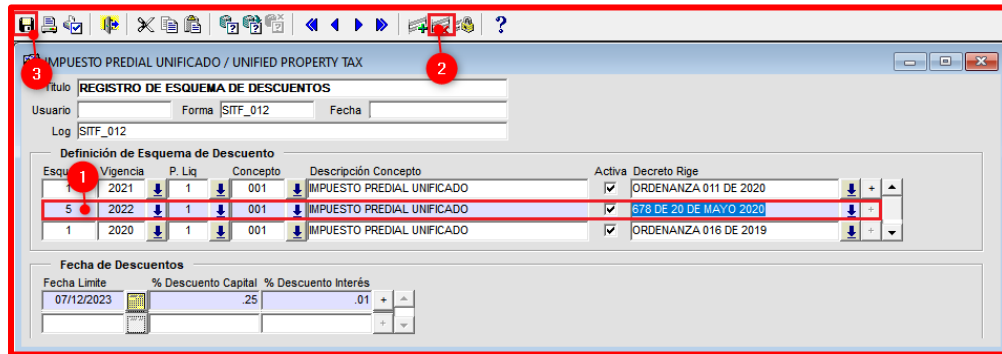 ?
2
3
IMPUESTO PREDIAL UNIFICADO / UNIFIED PROPERTY TAX
Titulo REGISTRO DE ESQUEMA DE DESCUENTOS
Usuario Forma SITF_012 Fecha
Log SITF_012
Definición de Esquema de Descuento
Vigencia P. Liq Concepto Descripción Concepto Activa Decreto Rige
1
1 2021 1 001 IMPUESTO PREDIAL UNIFICADO ORDENANZA 011 DE 2020 +
5 2022 1 001 IMPUESTO PREDIAL UNIFICADO 678 DE 20 DE MAYO 2020 +
1 2020 1 001 IMPUESTO PREDIAL UNIFICADO ORDENANZA 016 DE 2019 +
Fecha de Descuentos
Fecha Limite % Descuento Capital % Descuento Interés
07/12/2023 .25 .01 +
+